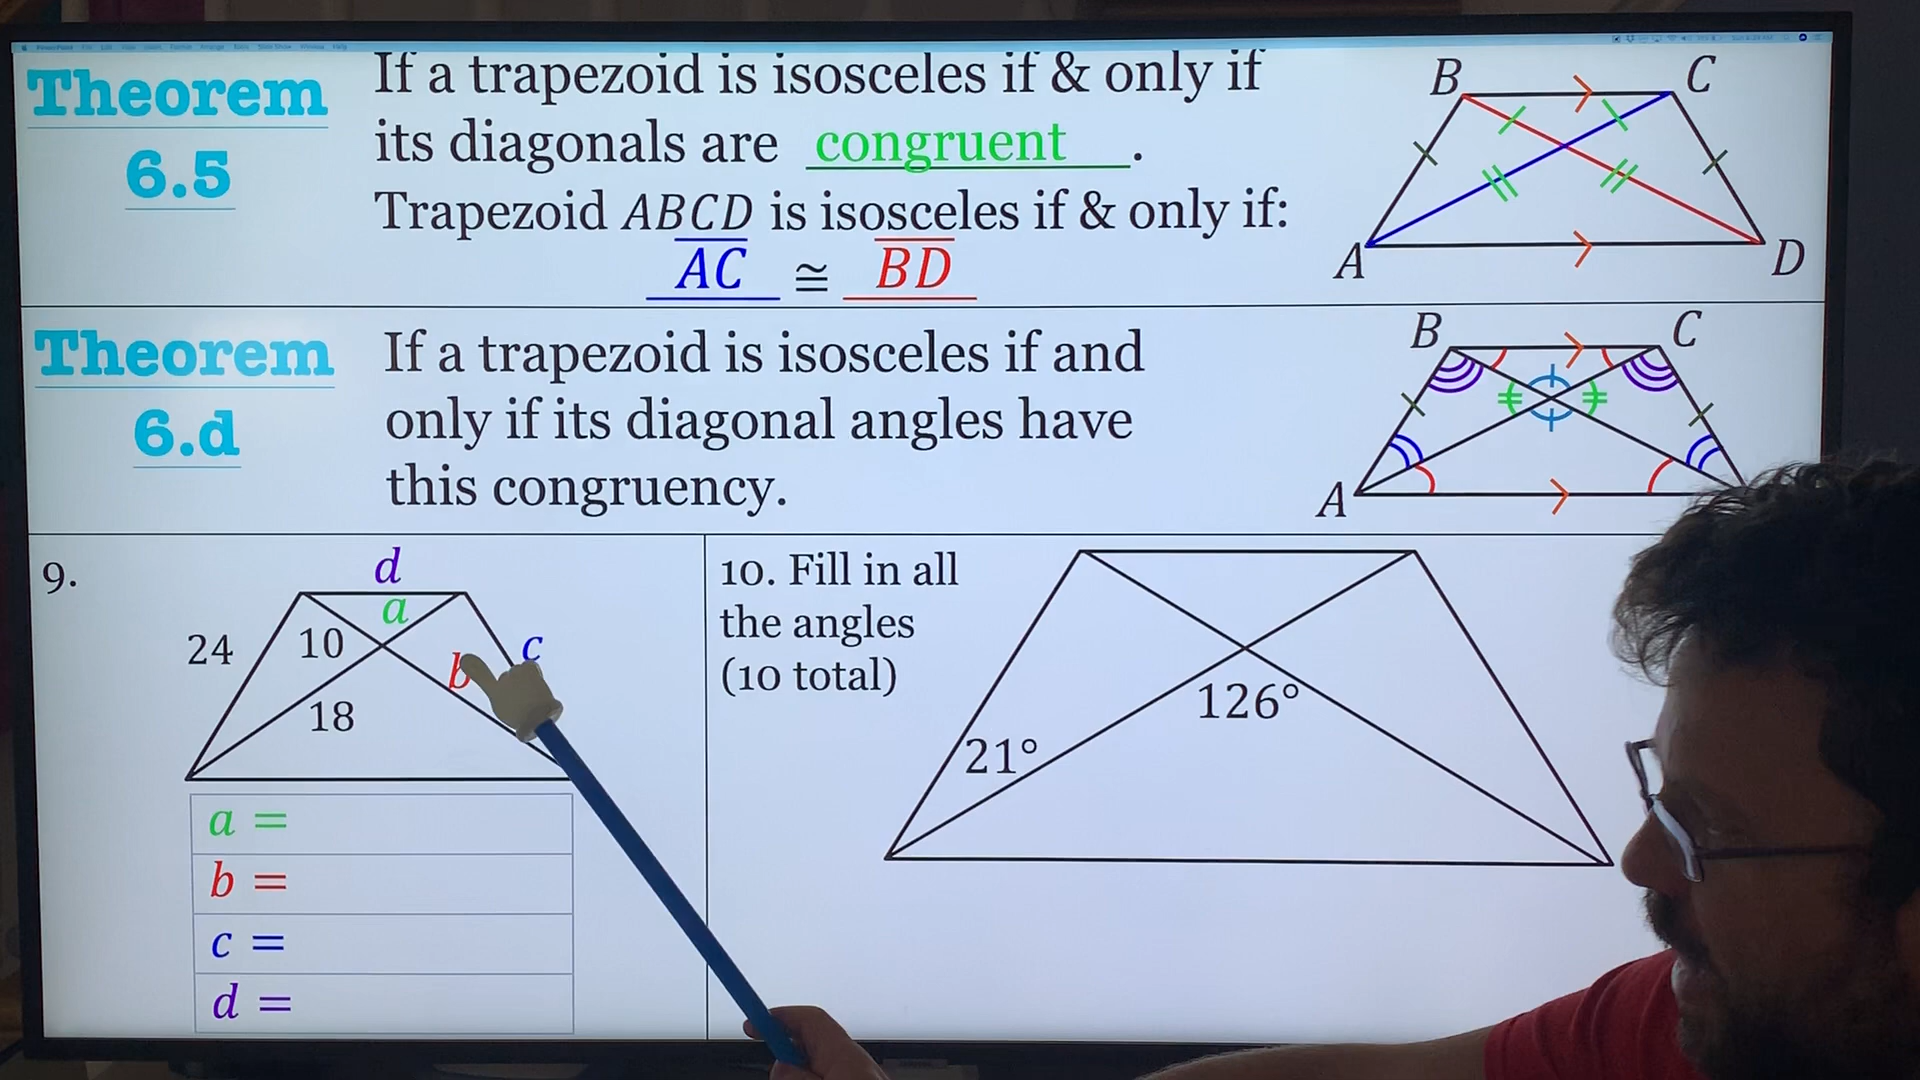 Theorem
6.5
If a trapezoid is isosceles if & only if
its diagonals are congruent.
Trapezoid ABCD is isosceles if & only if:
AC ≅ BD
B
C
A
D
Theorem
6.d
If a trapezoid is isosceles if and
only if its diagonal angles have
this congruency.
B
C
A
9.
d
a
24
10
c
b
18
a =
b =
c =
d =
10. Fill in all
the angles
(10 total)
126°
21°